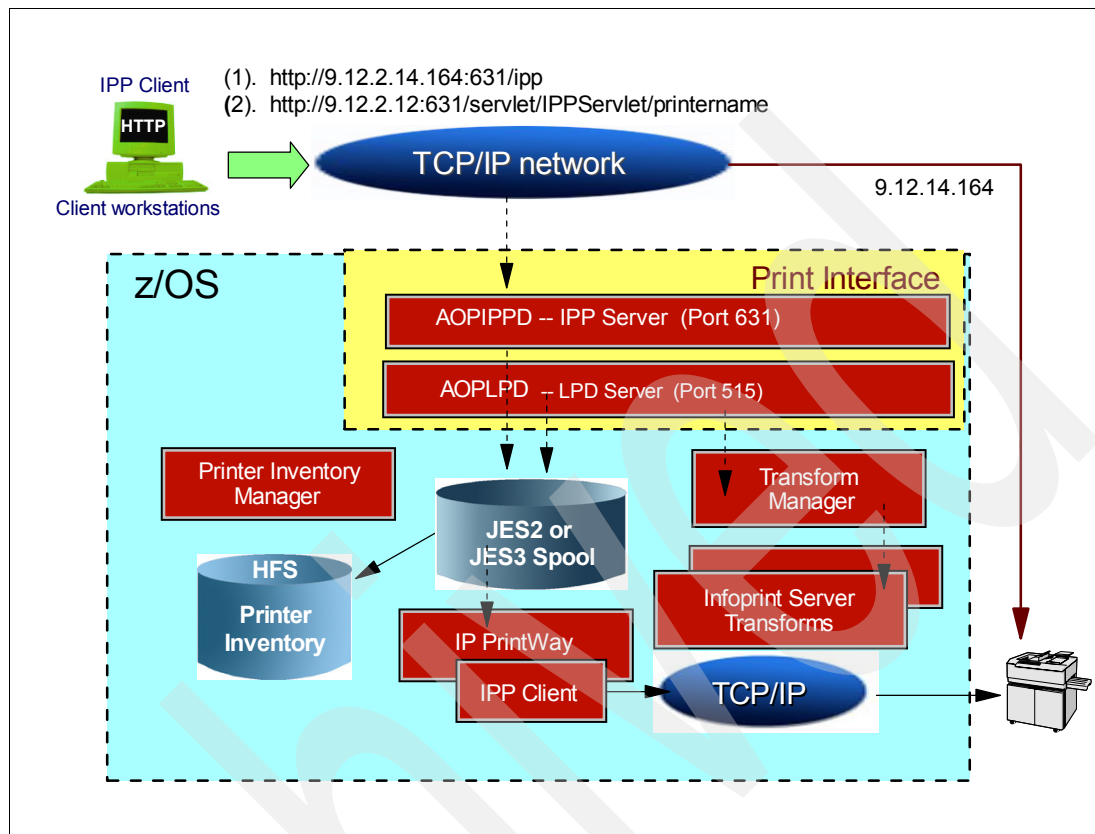 IPP Client
HTTP
Client workstations
(1). http://9.12.2.14.164:631/ipp
(2). http://9.12.2.12:631/servlet/IPPServlet/printername
TCP/IP network
9.12.14.164
z/OS
Print Interface
AOPIPPD -- IPP Server (Port 631)
AOPLPD -- LPD Server (Port 515)
Printer Inventory
Manager
JES2 or
JES3 Spool
Transform
Manager
HFS
Printer
Inventory
Infoprint Server
Transforms
IP PrintWay
IPP Client
TCP/IP